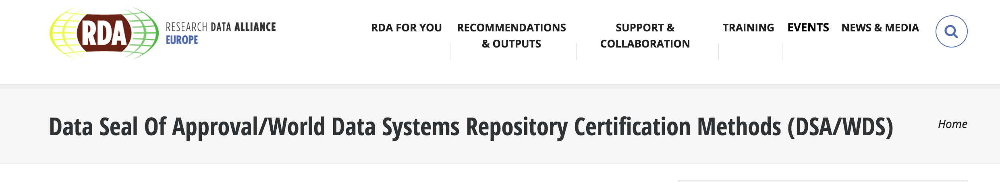 RDA
RESEARCH DATA ALLIANCE
EUROPE
RDA FOR YOU
RECOMMENDATIONS
& OUTPUTS
SUPPORT &
COLLABORATION
TRAINING
EVENTS
NEWS & MEDIA
Data Seal Of Approval/World Data Systems Repository Certification Methods (DSA/WDS)
Home